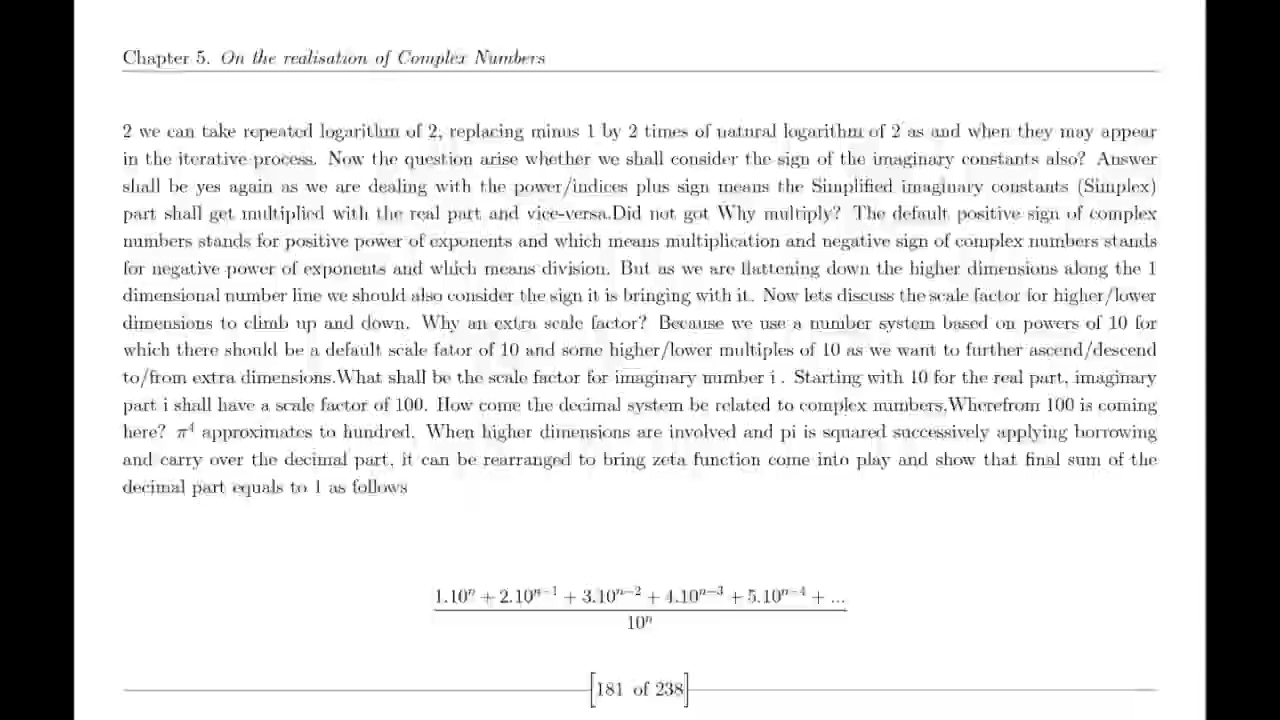 Chapter 5. On the realisation of Complex Numbers
2 we can take repeated logarithm of 2, replacing minus 1 by 2 times of natural logarithm of 2 as and when they may appear
in the iterative process. Now the question arise whether we shall consider the sign of the imaginary constants also? Answer
shall be yes again as we are dealing with the power/indices plus sign means the Simplified imaginary constants (Simplex)
part shall get multiplied with the real part and vice-versa.Did not got Why multiply? The default positive sign of complex
numbers stands for positive power of exponents and which means multiplication and negative sign of complex numbers stands
for negative power of exponents and which means division. But as we are flattening down the higher dimensions along the 1
dimensional number line we should also consider the sign it is bringing with it. Now lets discuss the scale factor for higher/lower
dimensions to climb up and down. Why an extra scale factor? Because we use a number system based on powers of 10 for
which there should be a default scale fator of 10 and some higher/lower multiples of 10 as we want to further ascend/descend
to/from extra dimensions.What shall be the scale factor for imaginary number i . Starting with 10 for the real part, imaginary
part i shall have a scale factor of 100. How come the decimal system be related to complex numbers.Wherefrom 100 is coming
here? π⁴ approximates to hundred. When higher dimensions are involved and pi is squared successively applying borrowing
and carry over the decimal part, it can be rearranged to bring zeta function come into play and show that final sum of the
decimal part equals to 1 as follows
1.10ⁿ + 2.10ⁿ⁻¹ + 3.10ⁿ⁻² + 4.10ⁿ⁻³ + 5.10ⁿ⁻⁴ + ...
10ⁿ
[181 of 238]